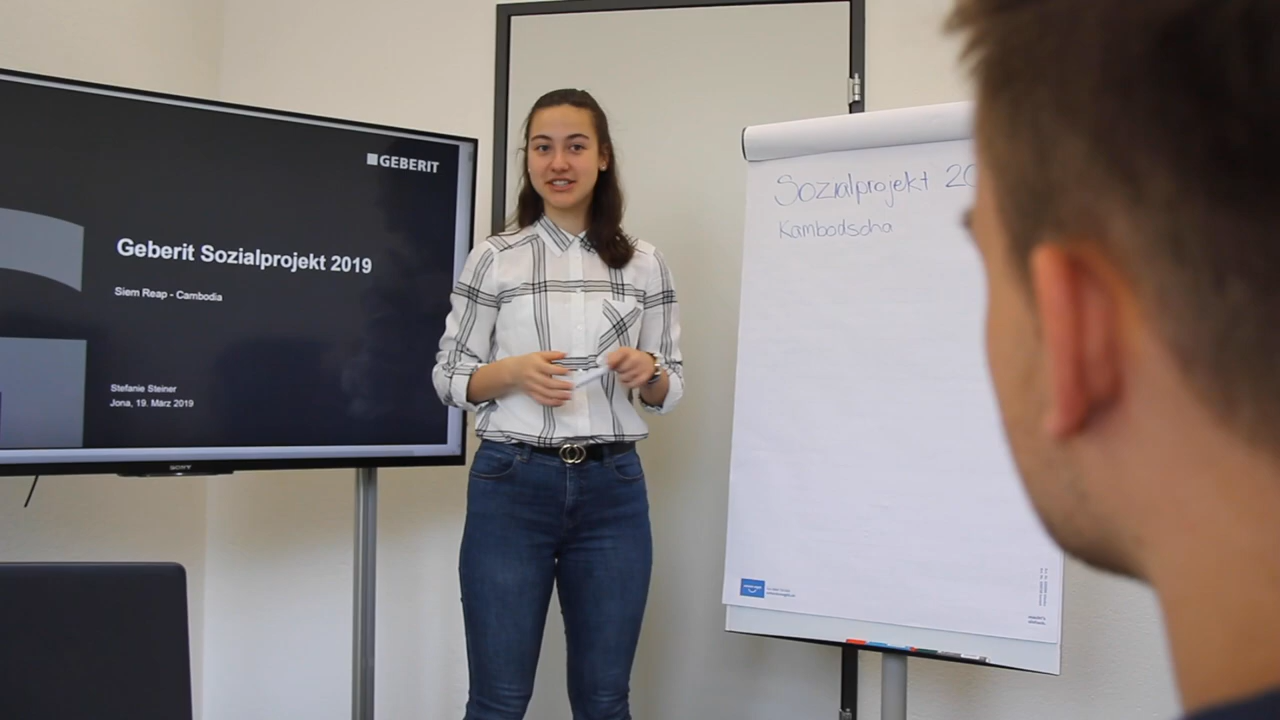 GEBERIT
Geberit Sozialprojekt 2019
Siem Reap - Cambodia
Stefanie Steiner
Jona, 19. März 2019
SONY
Sozialprojekt 20
Kambodscha